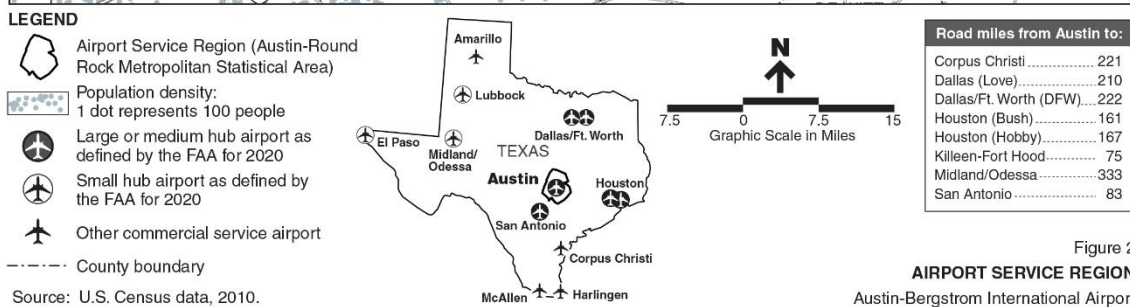 LEGEND
Airport Service Region (Austin-Round
Rock Metropolitan Statistical Area)
Population density:
1 dot represents 100 people
Large or medium hub airport as
defined by the FAA for 2020
Small hub airport as defined by
the FAA for 2020
Other commercial service airport
County boundary
Source: U.S. Census data, 2010.
Amarillo
Lubbock
El Paso
Midland/
Odessa
Dallas/Ft. Worth
TEXAS
Austin
Houston
San Antonio
Corpus Christi
McAllen
Harlingen
N
7.5 0 7.5 15
Graphic Scale in Miles
Road miles from Austin to:
Corpus Christi 221
Dallas (Love) 210
Dallas/Ft. Worth (DFW) 222
Houston (Bush) 161
Houston (Hobby) 167
Killeen-Fort Hood 75
Midland/Odessa 333
San Antonio 83
Figure 2
AIRPORT SERVICE REGION
Austin-Bergstrom International Airport